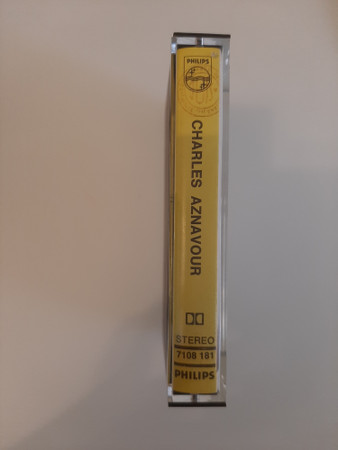 PHILIPS
CHARLES AZNAVOUR
STEREO
7108 181
PHILIPS